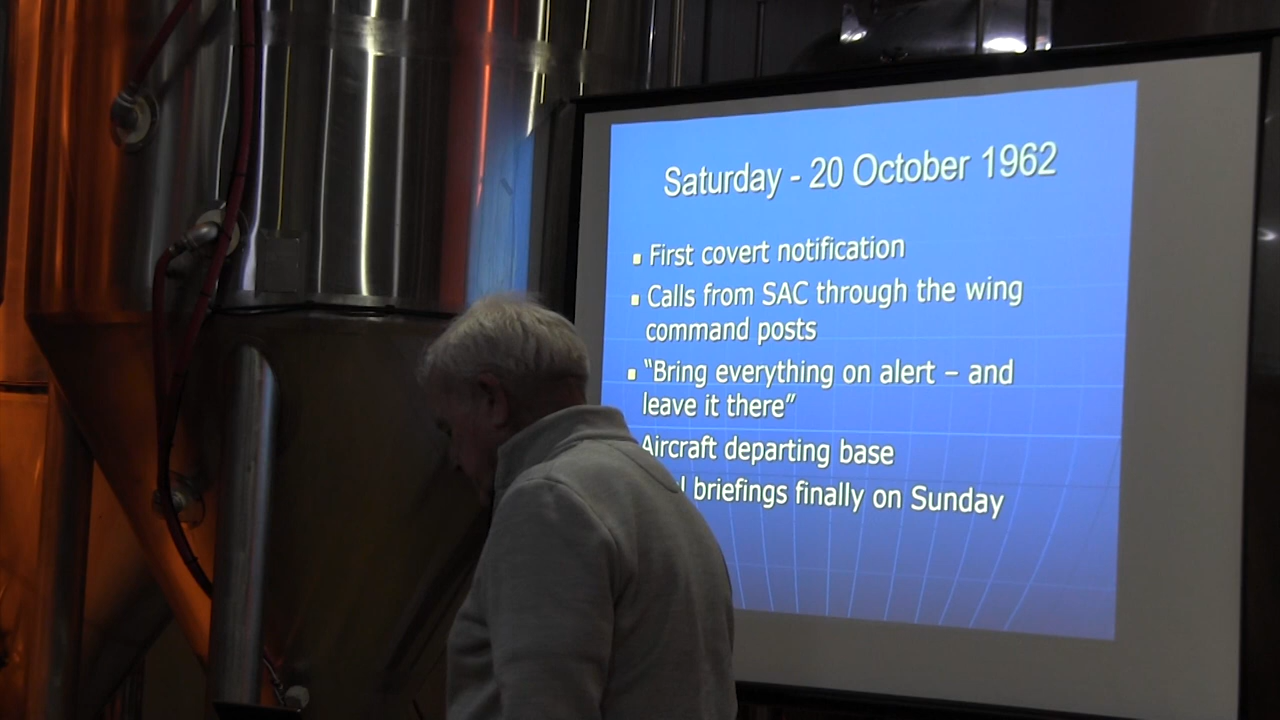 Saturday - 20 October 1962
▪ First covert notification
▪ Calls from SAC through the wing
command posts
▪ “Bring everything on alert – and
leave it there”
Aircraft departing base
briefings finally on Sunday